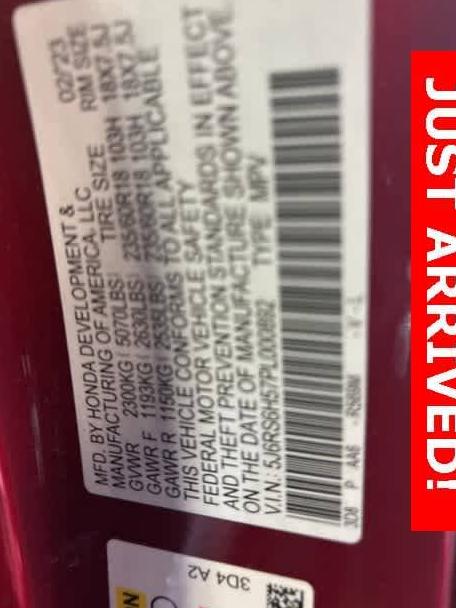 MFD. BY HONDA DEVELOPMENT & 02/23
MANUFACTURING OF AMERICA, LLC TIRE SIZE RIM SIZE
GVWR 2300KG ( 5070LBS)
GAWR F 1193KG ( 2630LBS) 235/60R18 103H 18X7.5J
GAWR R 1150KG ( 2535LBS) 235/60R18 103H 18X7.5J
THIS VEHICLE CONFORMS TO ALL APPLICABLE
FEDERAL MOTOR VEHICLE SAFETY
AND THEFT PREVENTION STANDARDS IN EFFECT
ON THE DATE OF MANUFACTURE SHOWN ABOVE.
V.I.N. 5J6RS6H57PL000892 TYPE MPV
3D8 P AA6 -R569M -Y-L
3D4 A2
JUST ARRIVED!